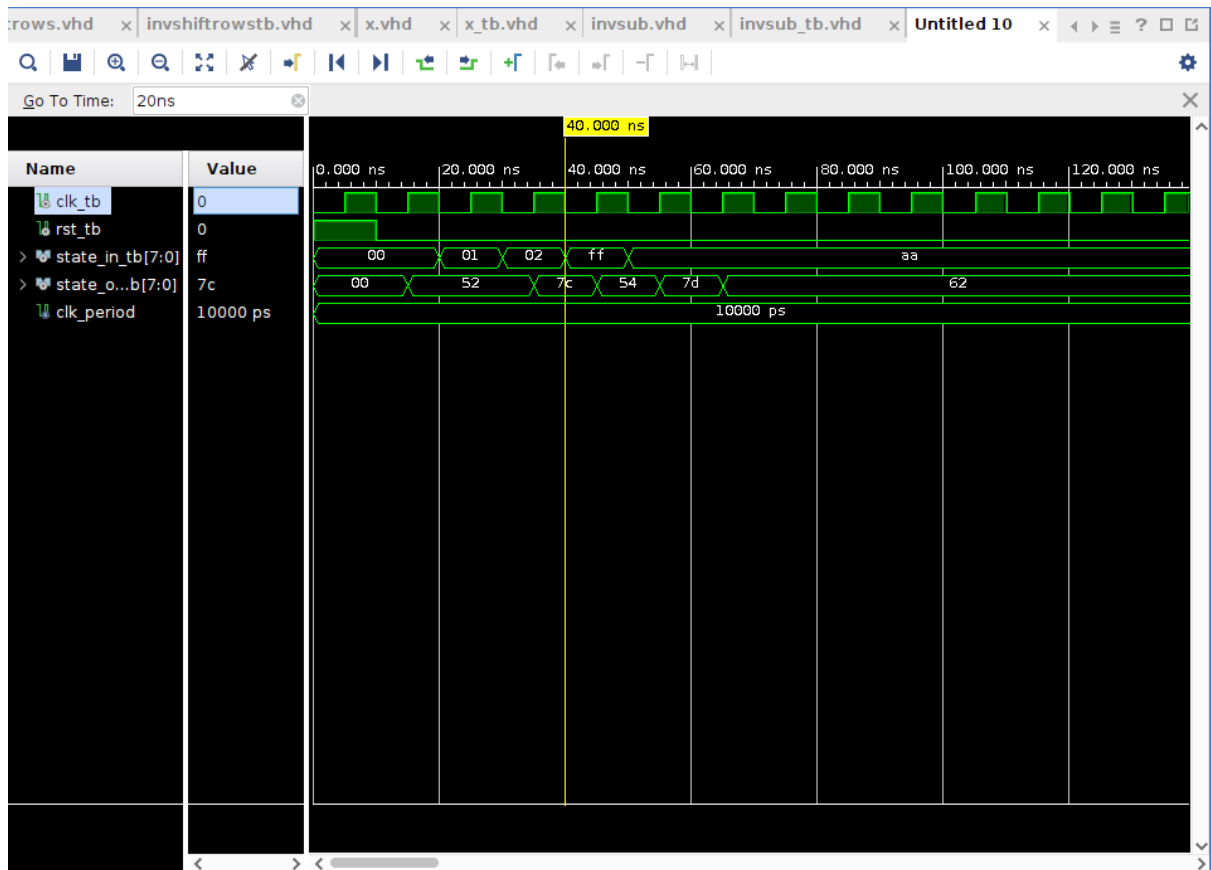 :rows.vhd × invshiftrowstb.vhd × x.vhd × x_tb.vhd × invsub.vhd × invsub_tb.vhd × Untitled 10 × ?
Go To Time: 20ns
40.000 ns
Name Value 0.000 ns 20.000 ns 40.000 ns 60.000 ns 80.000 ns 100.000 ns 120.000 ns
clk_tb 0
rst_tb 0
state_in_tb[7:0] ff 00 01 02 ff aa
state_o...b[7:0] 7c 00 52 7c 54 7d 62
clk_period 10000 ps 10000 ps